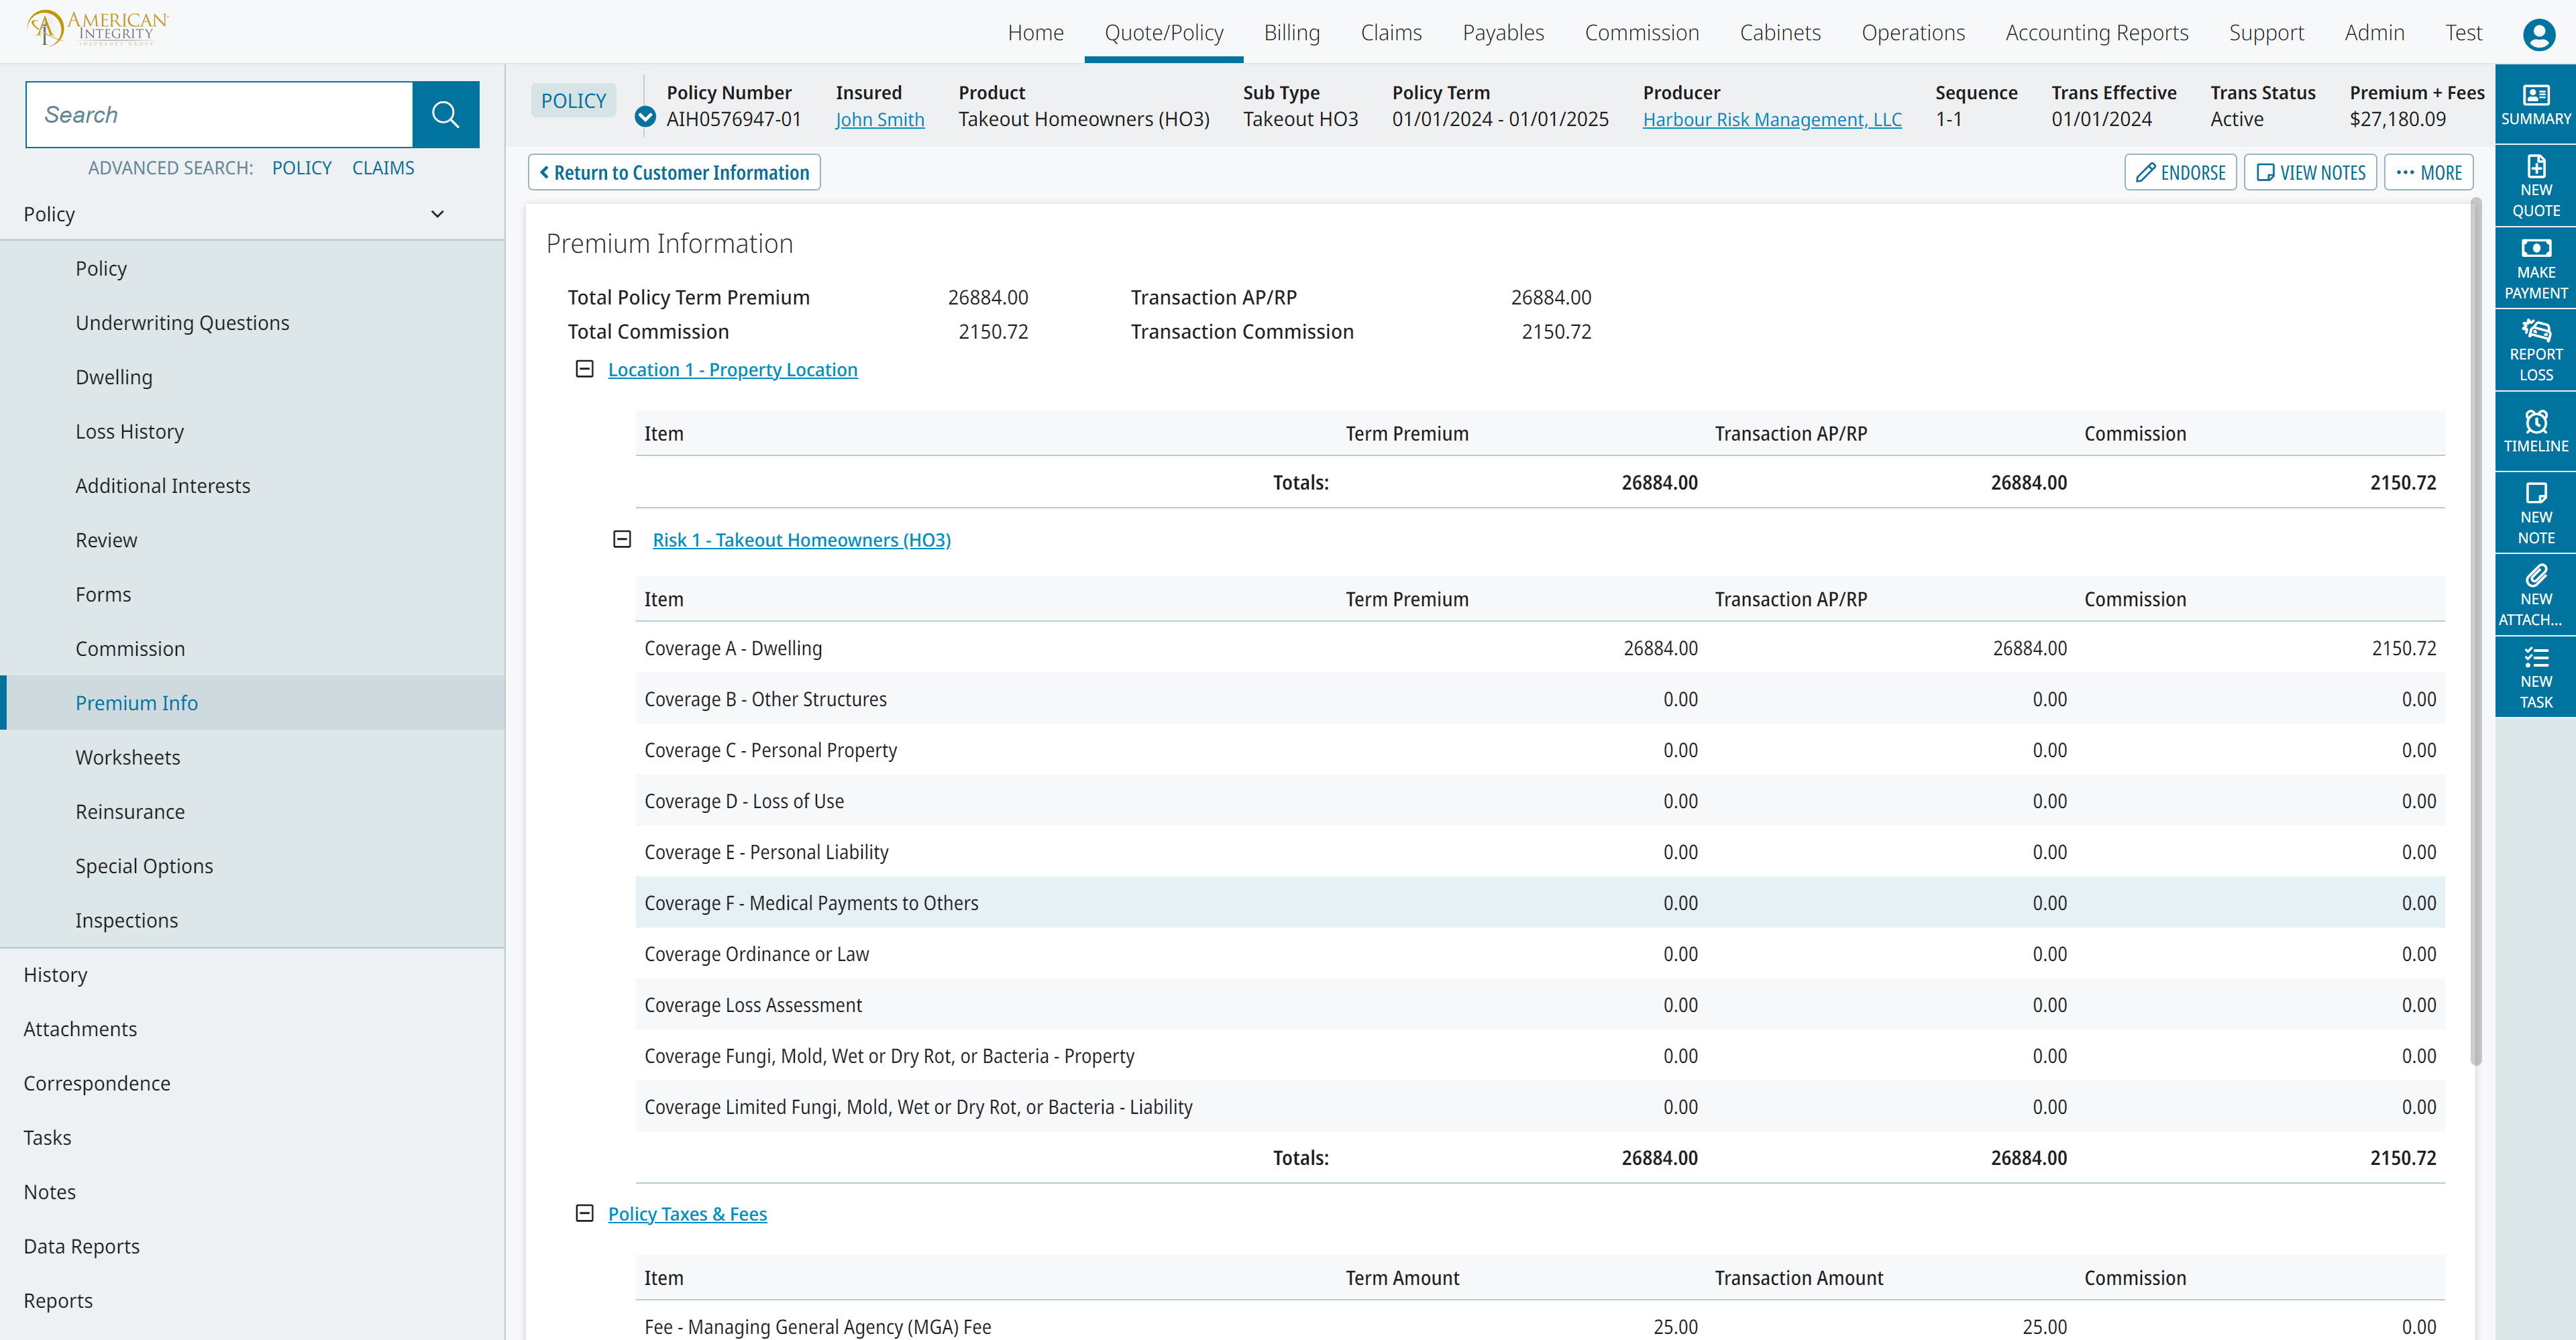 AMERICAN
INTEGRITY
INSURANCE GROUP
Home Quote/Policy Billing Claims Payables Commission Cabinets Operations Accounting Reports Support Admin Test
Search
ADVANCED SEARCH: POLICY CLAIMS
Policy
Policy
Underwriting Questions
Dwelling
Loss History
Additional Interests
Review
Forms
Commission
Premium Info
Worksheets
Reinsurance
Special Options
Inspections
History
Attachments
Correspondence
Tasks
Notes
Data Reports
Reports
POLICY
Policy Number Insured Product Sub Type Policy Term Producer Sequence Trans Effective Trans Status Premium + Fees
AIH0576947-01 John Smith Takeout Homeowners (HO3) Takeout HO3 01/01/2024 - 01/01/2025 Harbour Risk Management, LLC 1-1 01/01/2024 Active $27,180.09
Return to Customer Information ENDORSE VIEW NOTES ••• MORE
Premium Information
Total Policy Term Premium 26884.00 Transaction AP/RP 26884.00
Total Commission 2150.72 Transaction Commission 2150.72
Location 1 - Property Location
Item Term Premium Transaction AP/RP Commission
Totals: 26884.00 26884.00 2150.72
Risk 1 - Takeout Homeowners (HO3)
Item Term Premium Transaction AP/RP Commission
Coverage A - Dwelling 26884.00 26884.00 2150.72
Coverage B - Other Structures 0.00 0.00 0.00
Coverage C - Personal Property 0.00 0.00 0.00
Coverage D - Loss of Use 0.00 0.00 0.00
Coverage E - Personal Liability 0.00 0.00 0.00
Coverage F - Medical Payments to Others 0.00 0.00 0.00
Coverage Ordinance or Law 0.00 0.00 0.00
Coverage Loss Assessment 0.00 0.00 0.00
Coverage Fungi, Mold, Wet or Dry Rot, or Bacteria - Property 0.00 0.00 0.00
Coverage Limited Fungi, Mold, Wet or Dry Rot, or Bacteria - Liability 0.00 0.00 0.00
Totals: 26884.00 26884.00 2150.72
Policy Taxes & Fees
Item Term Amount Transaction Amount Commission
Fee - Managing General Agency (MGA) Fee 25.00 25.00 0.00
SUMMARY
NEW
QUOTE
MAKE
PAYMENT
REPORT
LOSS
TIMELINE
NEW
NOTE
NEW
ATTACH...
NEW
TASK